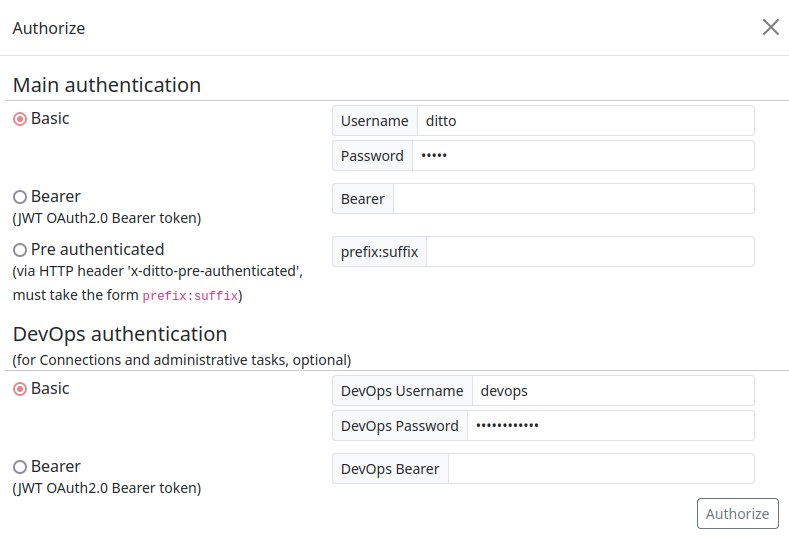 Authorize
Main authentication
Basic
Username ditto
Password •••••
Bearer
Bearer
(JWT OAuth2.0 Bearer token)
Pre authenticated
prefix:suffix
(via HTTP header 'x-ditto-pre-authenticated',
must take the form prefix:suffix)
DevOps authentication
(for Connections and administrative tasks, optional)
Basic
DevOps Username devops
DevOps Password ••••••••••••
Bearer
DevOps Bearer
(JWT OAuth2.0 Bearer token)
Authorize